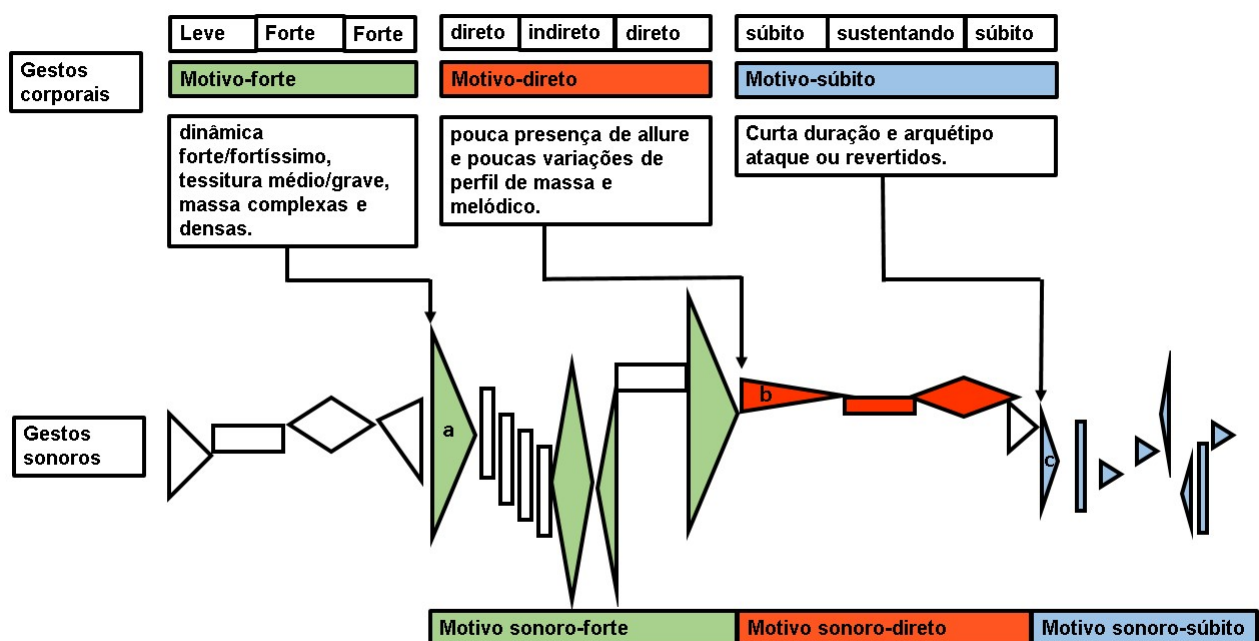 Leve Forte Forte
direto indireto direto
súbito sustentando súbito
Gestos
corporais
Motivo-forte
Motivo-direto
Motivo-súbito
dinâmica
forte/fortíssimo,
tessitura médio/grave,
massa complexas e
densas.
pouca presença de allure
e poucas variações de
perfil de massa e
melódico.
Curta duração e arquétipo
ataque ou revertidos.
Gestos
sonoros
a
b
c
Motivo sonoro-forte
Motivo sonoro-direto
Motivo sonoro-súbito